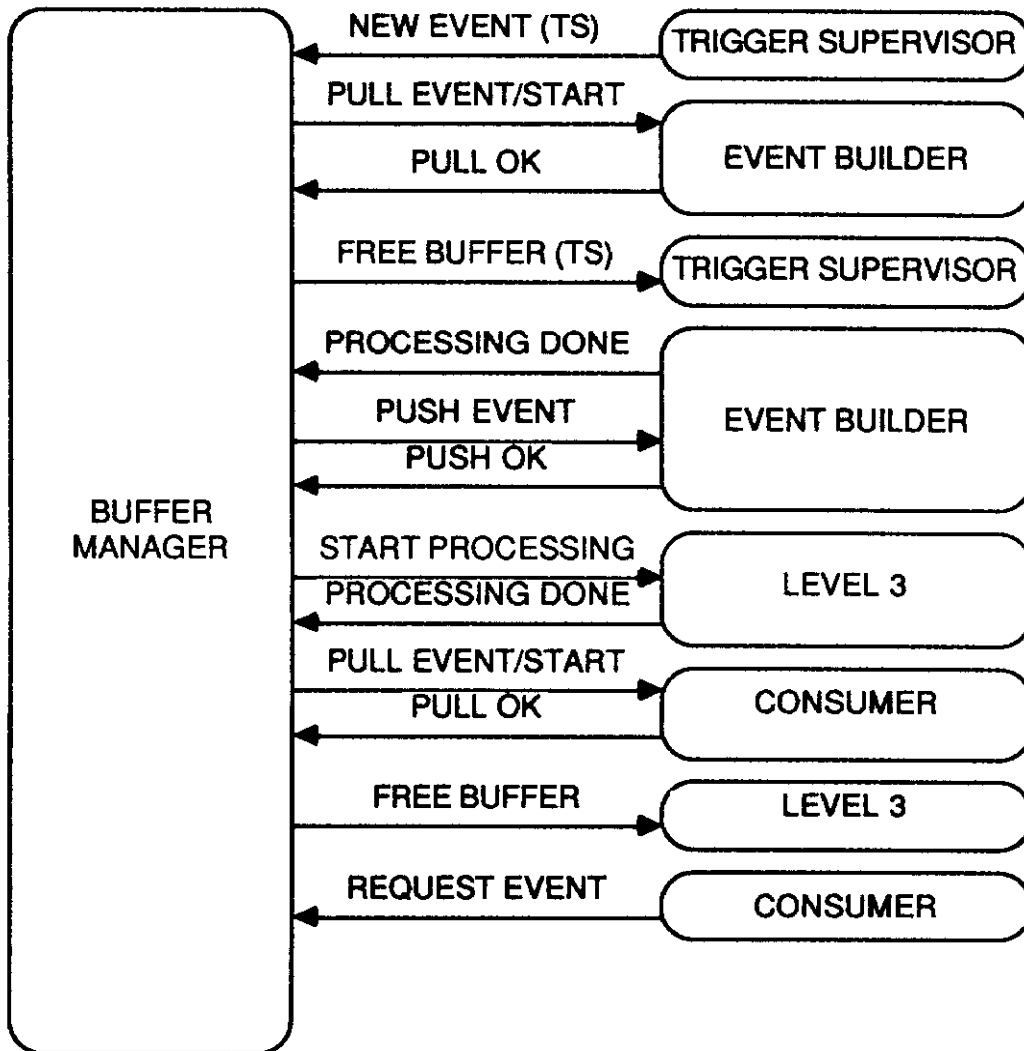 NEW EVENT (TS)
TRIGGER SUPERVISOR
PULL EVENT/START
PULL OK
EVENT BUILDER
FREE BUFFER (TS)
TRIGGER SUPERVISOR
PROCESSING DONE
PUSH EVENT
PUSH OK
EVENT BUILDER
BUFFER
MANAGER
START PROCESSING
PROCESSING DONE
LEVEL 3
PULL EVENT/START
PULL OK
CONSUMER
FREE BUFFER
LEVEL 3
REQUEST EVENT
CONSUMER